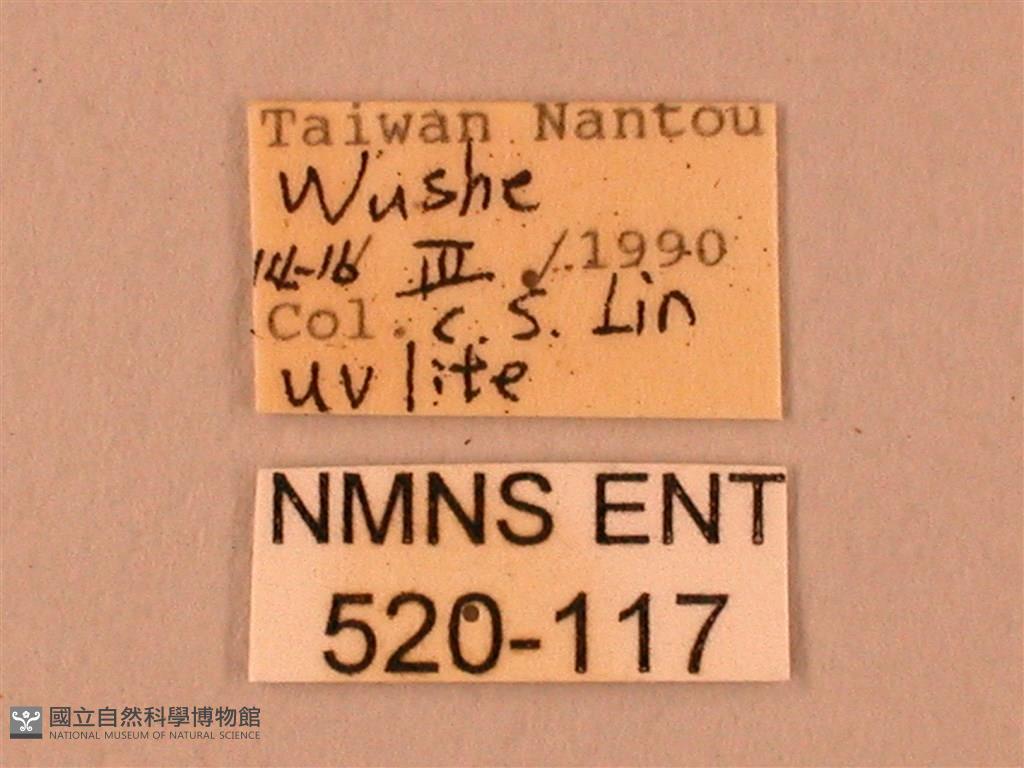 Taiwan Nantou
Wushe
14-16 III ./.1990
Col. C. S. Lin
uv lite
NMNS ENT
520-117
國立自然科學博物館
NATIONAL MUSEUM OF NATURAL SCIENCE